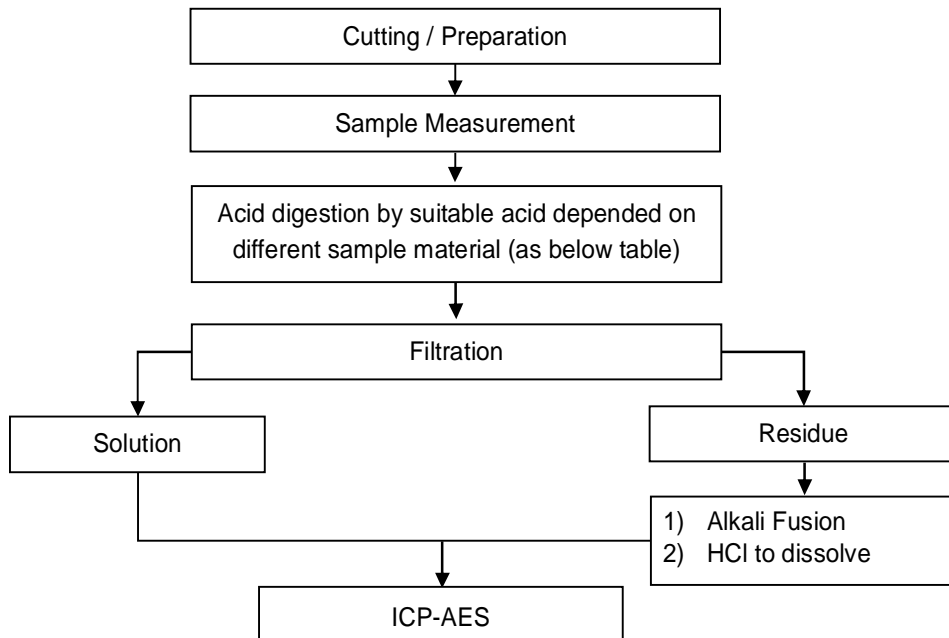 Cutting / Preparation
Sample Measurement
Acid digestion by suitable acid depended on
different sample material (as below table)
Filtration
Solution
Residue
1) Alkali Fusion
2) HCl to dissolve
ICP-AES